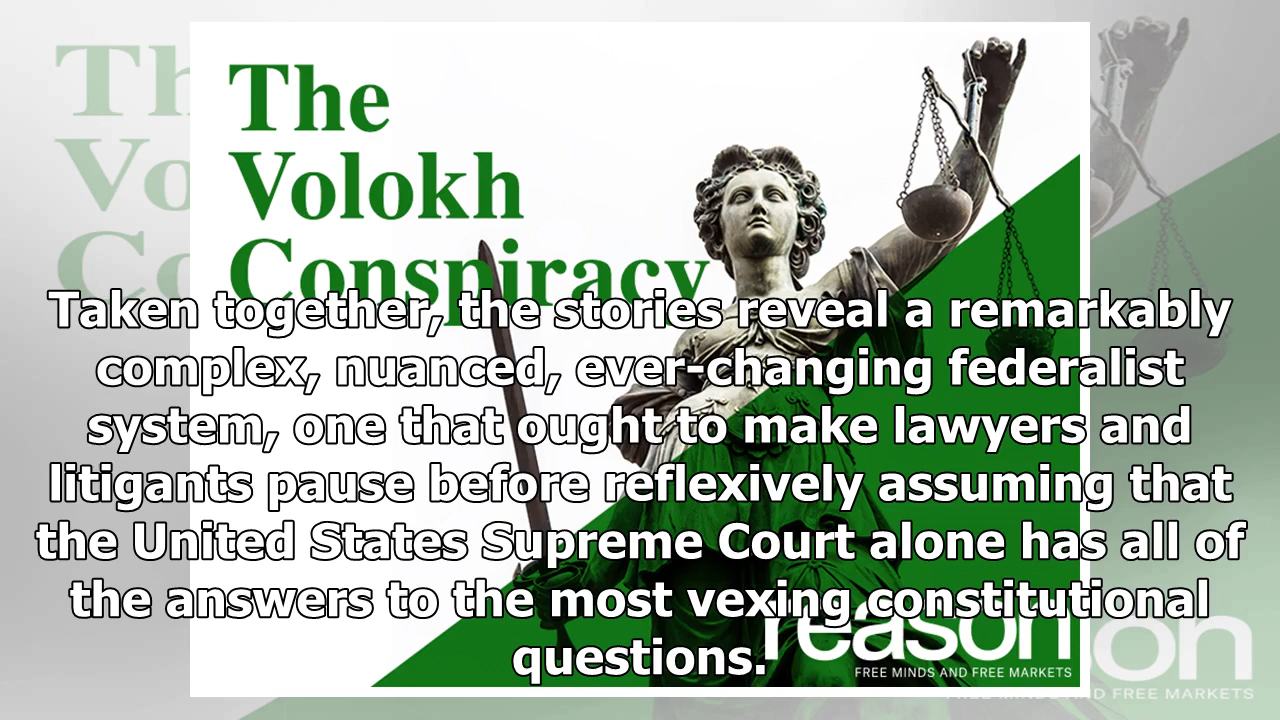 The
Volokh
Conspiracy
Taken together, the stories reveal a remarkably
complex, nuanced, ever-changing federalist
system, one that ought to make lawyers and
litigants pause before reflexively assuming that
the United States Supreme Court alone has all of
the answers to the most vexing constitutional
questions.
reason
FREE MINDS AND FREE MARKETS